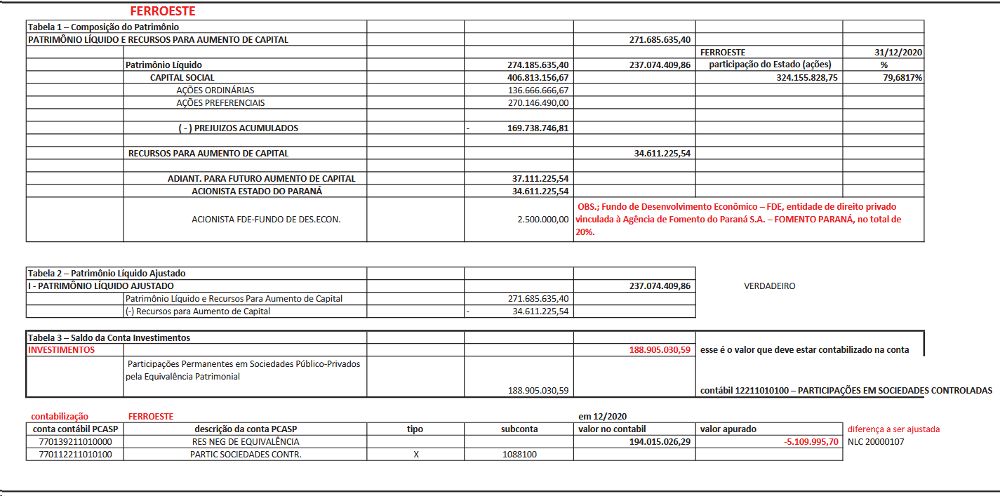 FERROESTE
Tabela 1 – Composição do Patrimônio
PATRIMÔNIO LÍQUIDO E RECURSOS PARA AUMENTO DE CAPITAL 271.685.635,40
FERROESTE 31/12/2020
Patrimônio Líquido 274.185.635,40 237.074.409,86 participação do Estado (ações) %
CAPITAL SOCIAL 406.813.156,67 324.155.828,75 79,6817%
AÇÕES ORDINÁRIAS 136.666.666,67
AÇÕES PREFERENCIAIS 270.146.490,00
( - ) PREJUIZOS ACUMULADOS - 169.738.746,81
RECURSOS PARA AUMENTO DE CAPITAL 34.611.225,54
ADIANT. PARA FUTURO AUMENTO DE CAPITAL 37.111.225,54
ACIONISTA ESTADO DO PARANÁ 34.611.225,54
ACIONISTA FDE-FUNDO DE DES.ECON. 2.500.000,00
OBS.; Fundo de Desenvolvimento Econômico – FDE, entidade de direito privado
vinculada à Agência de Fomento do Paraná S.A. – FOMENTO PARANÁ, no total de
20%.
Tabela 2 – Patrimônio Líquido Ajustado
I - PATRIMÔNIO LÍQUIDO AJUSTADO 237.074.409,86 VERDADEIRO
Patrimônio Líquido e Recursos Para Aumento de Capital 271.685.635,40
(-) Recursos para Aumento de Capital - 34.611.225,54
Tabela 3 – Saldo da Conta Investimentos
INVESTIMENTOS 188.905.030,59 esse é o valor que deve estar contabilizado na conta
Participações Permanentes em Sociedades Público-Privados
pela Equivalência Patrimonial
188.905.030,59 contábil 12211010100 – PARTICIPAÇÕES EM SOCIEDADES CONTROLADAS
contabilização FERROESTE em 12/2020
conta contábil PCASP descrição da conta PCASP tipo subconta valor no contabil valor apurado diferença a ser ajustada
770139211010000 RES NEG DE EQUIVALÊNCIA 194.015.026,29 -5.109.995,70 NLC 20000107
770112211010100 PARTIC SOCIEDADES CONTR. X 1088100